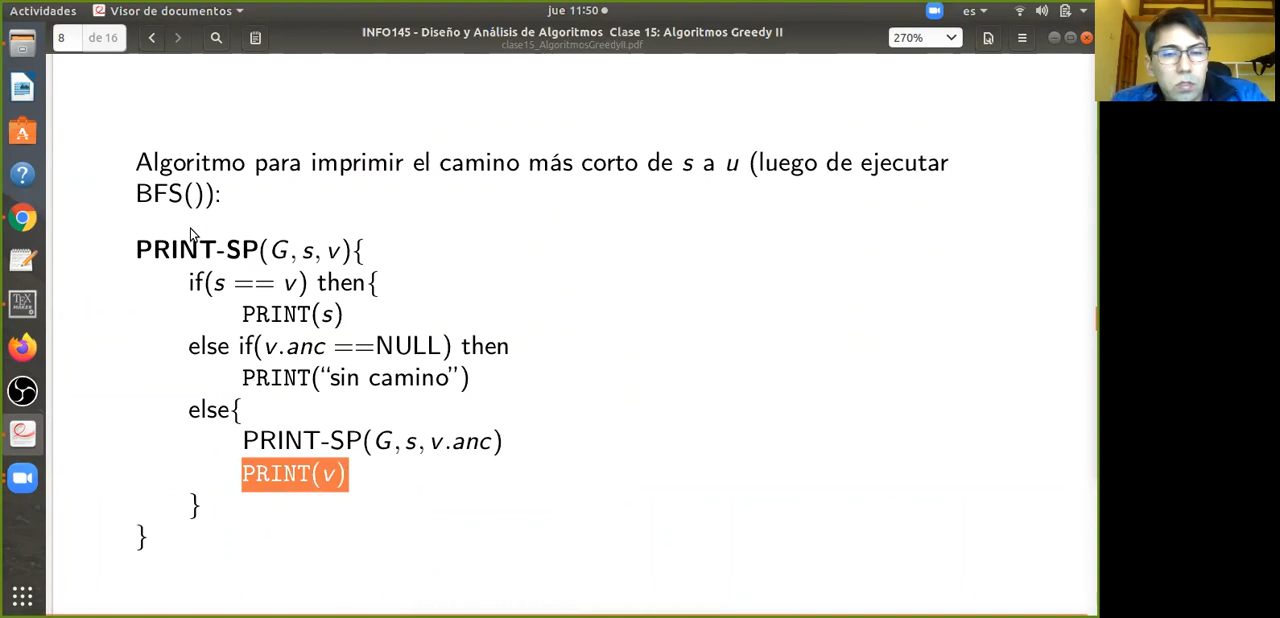 Actividades
Visor de documentos
jue 11:50
es
8
de 16
INFO145 - Diseño y Análisis de Algoritmos Clase 15: Algoritmos Greedy II
clase15_AlgoritmosGreedyII.pdf
270%
Algoritmo para imprimir el camino más corto de s a u (luego de ejecutar
BFS()):
PRINT-SP(G, s, v){
if(s == v) then{
PRINT(s)
else if(v.anc ==NULL) then
PRINT(“sin camino”)
else{
PRINT-SP(G, s, v.anc)
PRINT(v)
}
}